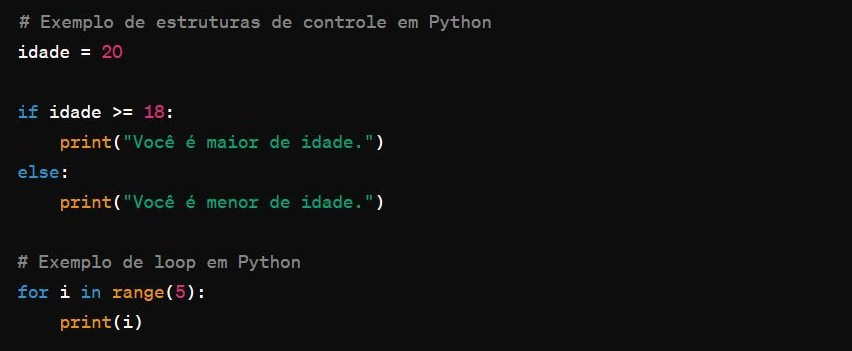 # Exemplo de estruturas de controle em Python
idade = 20
if idade >= 18:
    print("Você é maior de idade.")
else:
    print("Você é menor de idade.")
# Exemplo de loop em Python
for i in range(5):
    print(i)